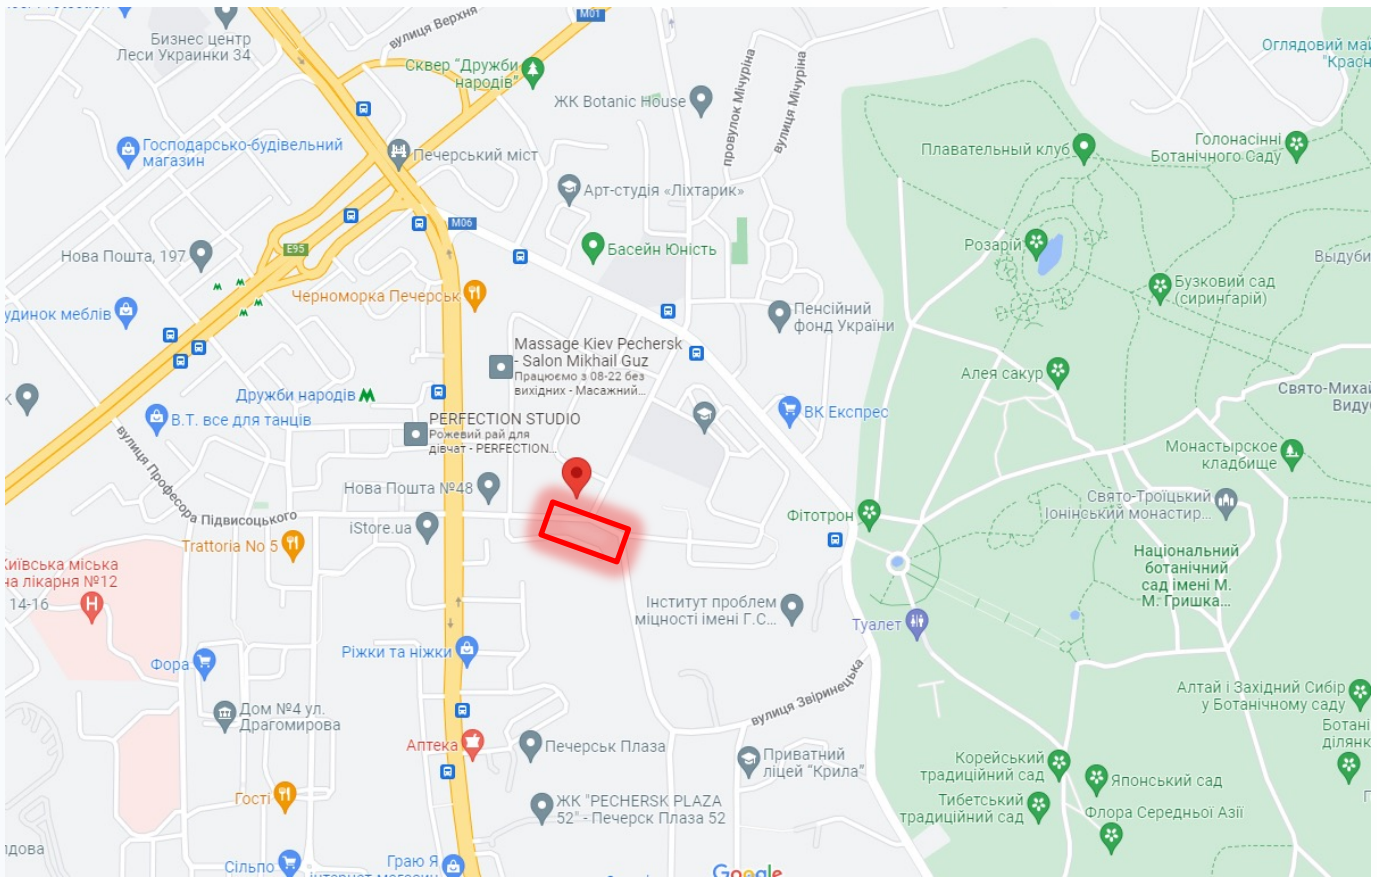 M01
Бизнес центр
Леси Украинки 34
вулиця Верхня
Сквер "Дружби
народів"
Оглядовий май
"Красн
ЖК Botanic House
провулок Мічуріна
вулиця Мічуріна
Господарсько-будівельний
магазин
Печерський міст
Плавательный клуб
Голонасінні
Ботанічного Саду
Арт-студія «Ліхтарик»
M06
Нова Пошта, 197
E95
Басейн Юність
Розарій
Выдуби
Черноморка Печерськ
Бузковий сад
(сирингарій)
удинок меблів
Пенсійний
фонд України
Massage Kiev Pechersk
- Salon Mikhail Guz
Працюємо з 08-22 без
вихідних - Масажний...
Алея сакур
Свято-Михай
Виду
Дружби народів
В.Т. все для танців
PERFECTION STUDIO
Рожевий рай для
дівчат - PERFECTION...
ВК Експрес
Монастырское
кладбище
вулиця Професора Підвисоцького
Нова Пошта №48
iStore.ua
Фітотрон
Свято-Троїцький
Іонінський монастир...
Trattoria No 5
Київська міська
на лікарня №12
14-16
Національний
ботанічний
сад імені М.
М. Гришка...
Інститут проблем
міцності імені Г.С...
Туалет
Фора
Ріжки та ніжки
вулиця Звіринецька
Алтай і Західний Сибір
у Ботанічному саду
Дом №4 ул.
Драгомирова
Аптека
Печерськ Плаза
Приватний
ліцей "Крила"
Ботані
ділянк
Корейський
традиційний сад
Японський сад
Гості
ЖК "PECHERSK PLAZA
52" - Печерск Плаза 52
Тибетський
традиційний сад
Флора Середньої Азії
Сільпо
Граю Я
Google